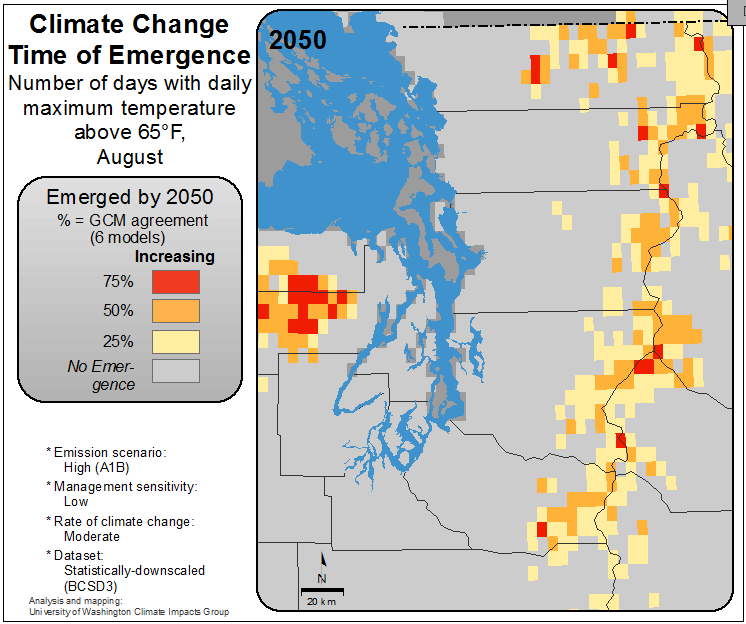 Climate Change
Time of Emergence
Number of days with daily
maximum temperature
above 65°F,
August
Emerged by 2050
% = GCM agreement
(6 models)
Increasing
75%
50%
25%
No Emer-
gence
* Emission scenario:
High (A1B)
* Management sensitivity:
Low
* Rate of climate change:
Moderate
* Dataset:
Statistically-downscaled
(BCSD3)
Analysis and mapping:
University of Washington Climate Impacts Group
2050
N
20 km